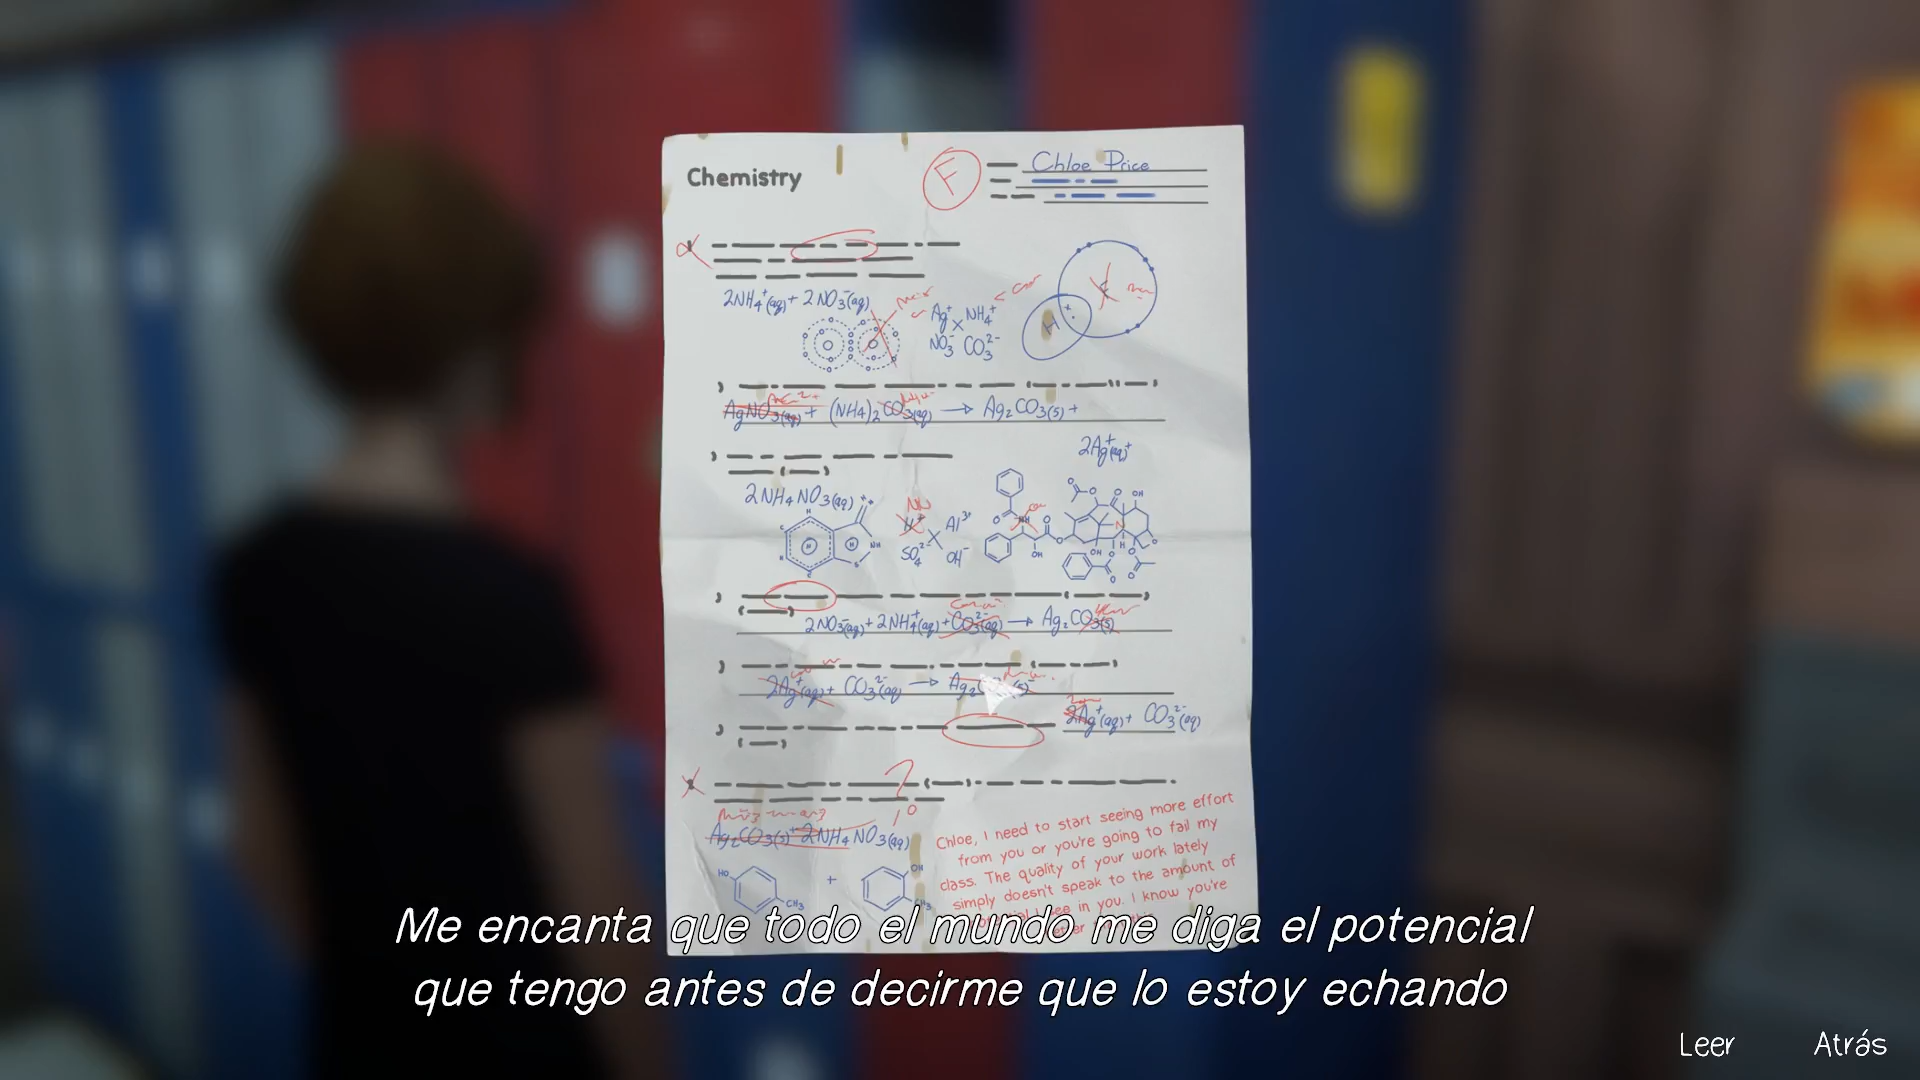 Chemistry
F
Chloe Price
2NH4+(aq) + 2NO3-(aq)
Ag+ NH4+
NO3- CO3 2-
H
AgNO3(aq) + (NH4)2CO3(aq) → Ag2CO3(s) +
2Ag+(aq)
2NH4NO3(aq)
H+ Al3+
SO4 2- OH-
2NO3-(aq) + 2NH4+(aq) + CO3 2-(aq) → Ag2CO3(s)
2Ag+(aq) + CO3 2-(aq) →
2Ag+(aq) + CO3 2-(aq)
?
Ag2CO3(s) + 2NH4NO3(aq)
HO CH3 + OH
Chloe, I need to start seeing more effort
from you or you're going to fail my
class. The quality of your work lately
simply doesn't speak to the amount of
see in you. I know you're
Me encanta que todo el mundo me diga el potencial
que tengo antes de decirme que lo estoy echando
Leer Atrás